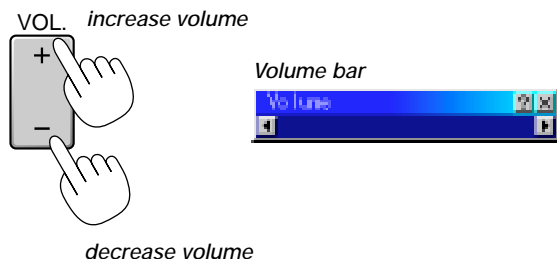 VOL.
increase volume
+
Volume bar
Volume
? ×
–
decrease volume